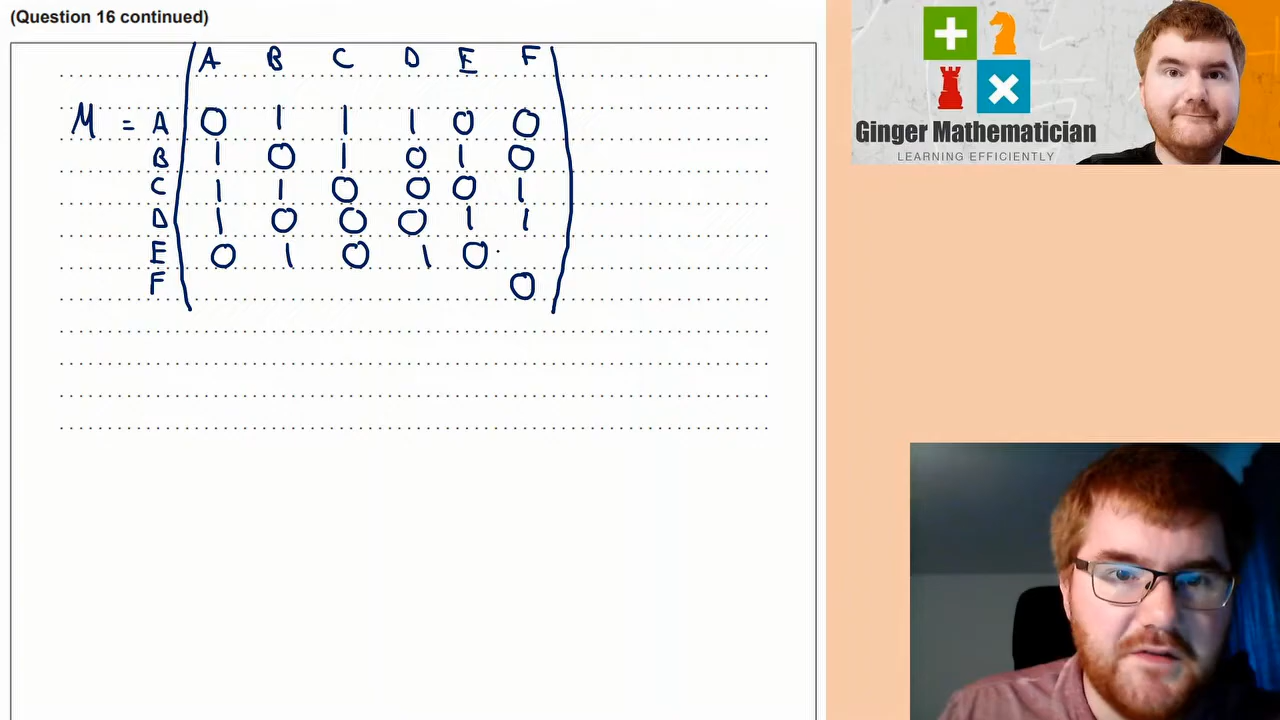 (Question 16 continued)
A B C D E F
M = A 0 1 1 1 0 0
B 1 0 1 0 1 0
C 1 1 0 0 0 1
D 1 0 0 0 1 1
E 0 1 0 1 0
F 0
Ginger Mathematician
LEARNING EFFICIENTLY